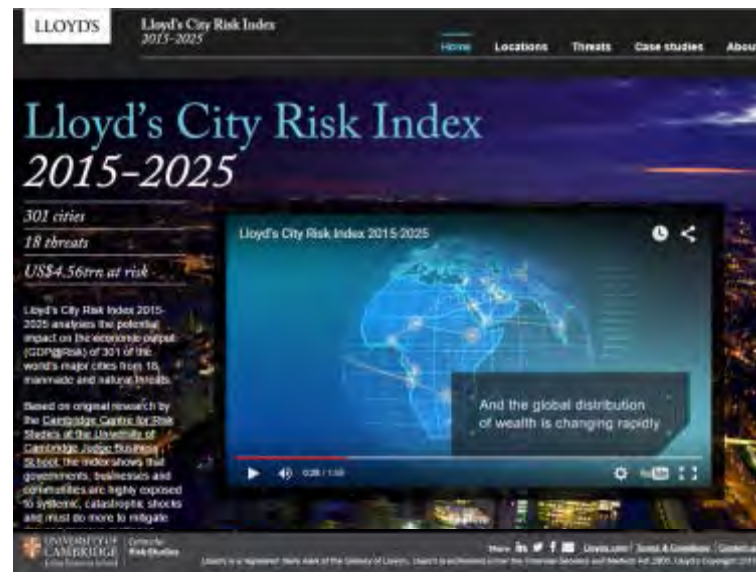 LLOYD'S
Lloyd's City Risk Index
2015-2025
Home Locations Threats Case studies About
Lloyd's City Risk Index
2015-2025
301 cities
18 threats
US$4.56trn at risk
Lloyd's City Risk Index 2015-
2025 analyses the potential
impact on the economic output
(GDP@Risk) of 301 of the
world's major cities from 18
manmade and natural threats.
Based on original research by
the Cambridge Centre for Risk
Studies at the University of
Cambridge Judge Business
School, the index shows that
governments, businesses and
communities are highly exposed
to systemic, catastrophic shocks
and must do more to mitigate
Lloyd's City Risk Index 2015-2025
And the global distribution
of wealth is changing rapidly
UNIVERSITY OF
CAMBRIDGE
Centre for
Risk Studies
Share
Lloyds.com Terms & Conditions